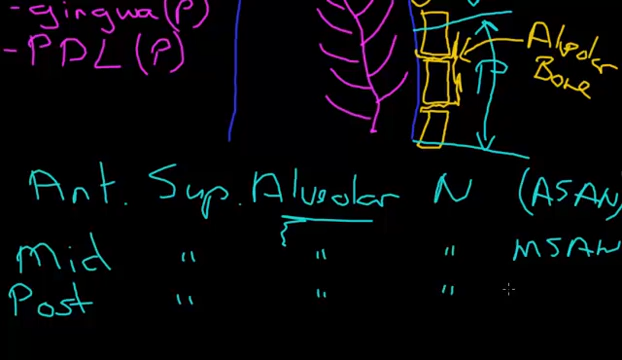 - gingiva (P)
- PDL (P)
Alveolar
Bone
P
Ant. Sup. Alveolar N (ASAN)
Mid " " " MSAN
Post " " "